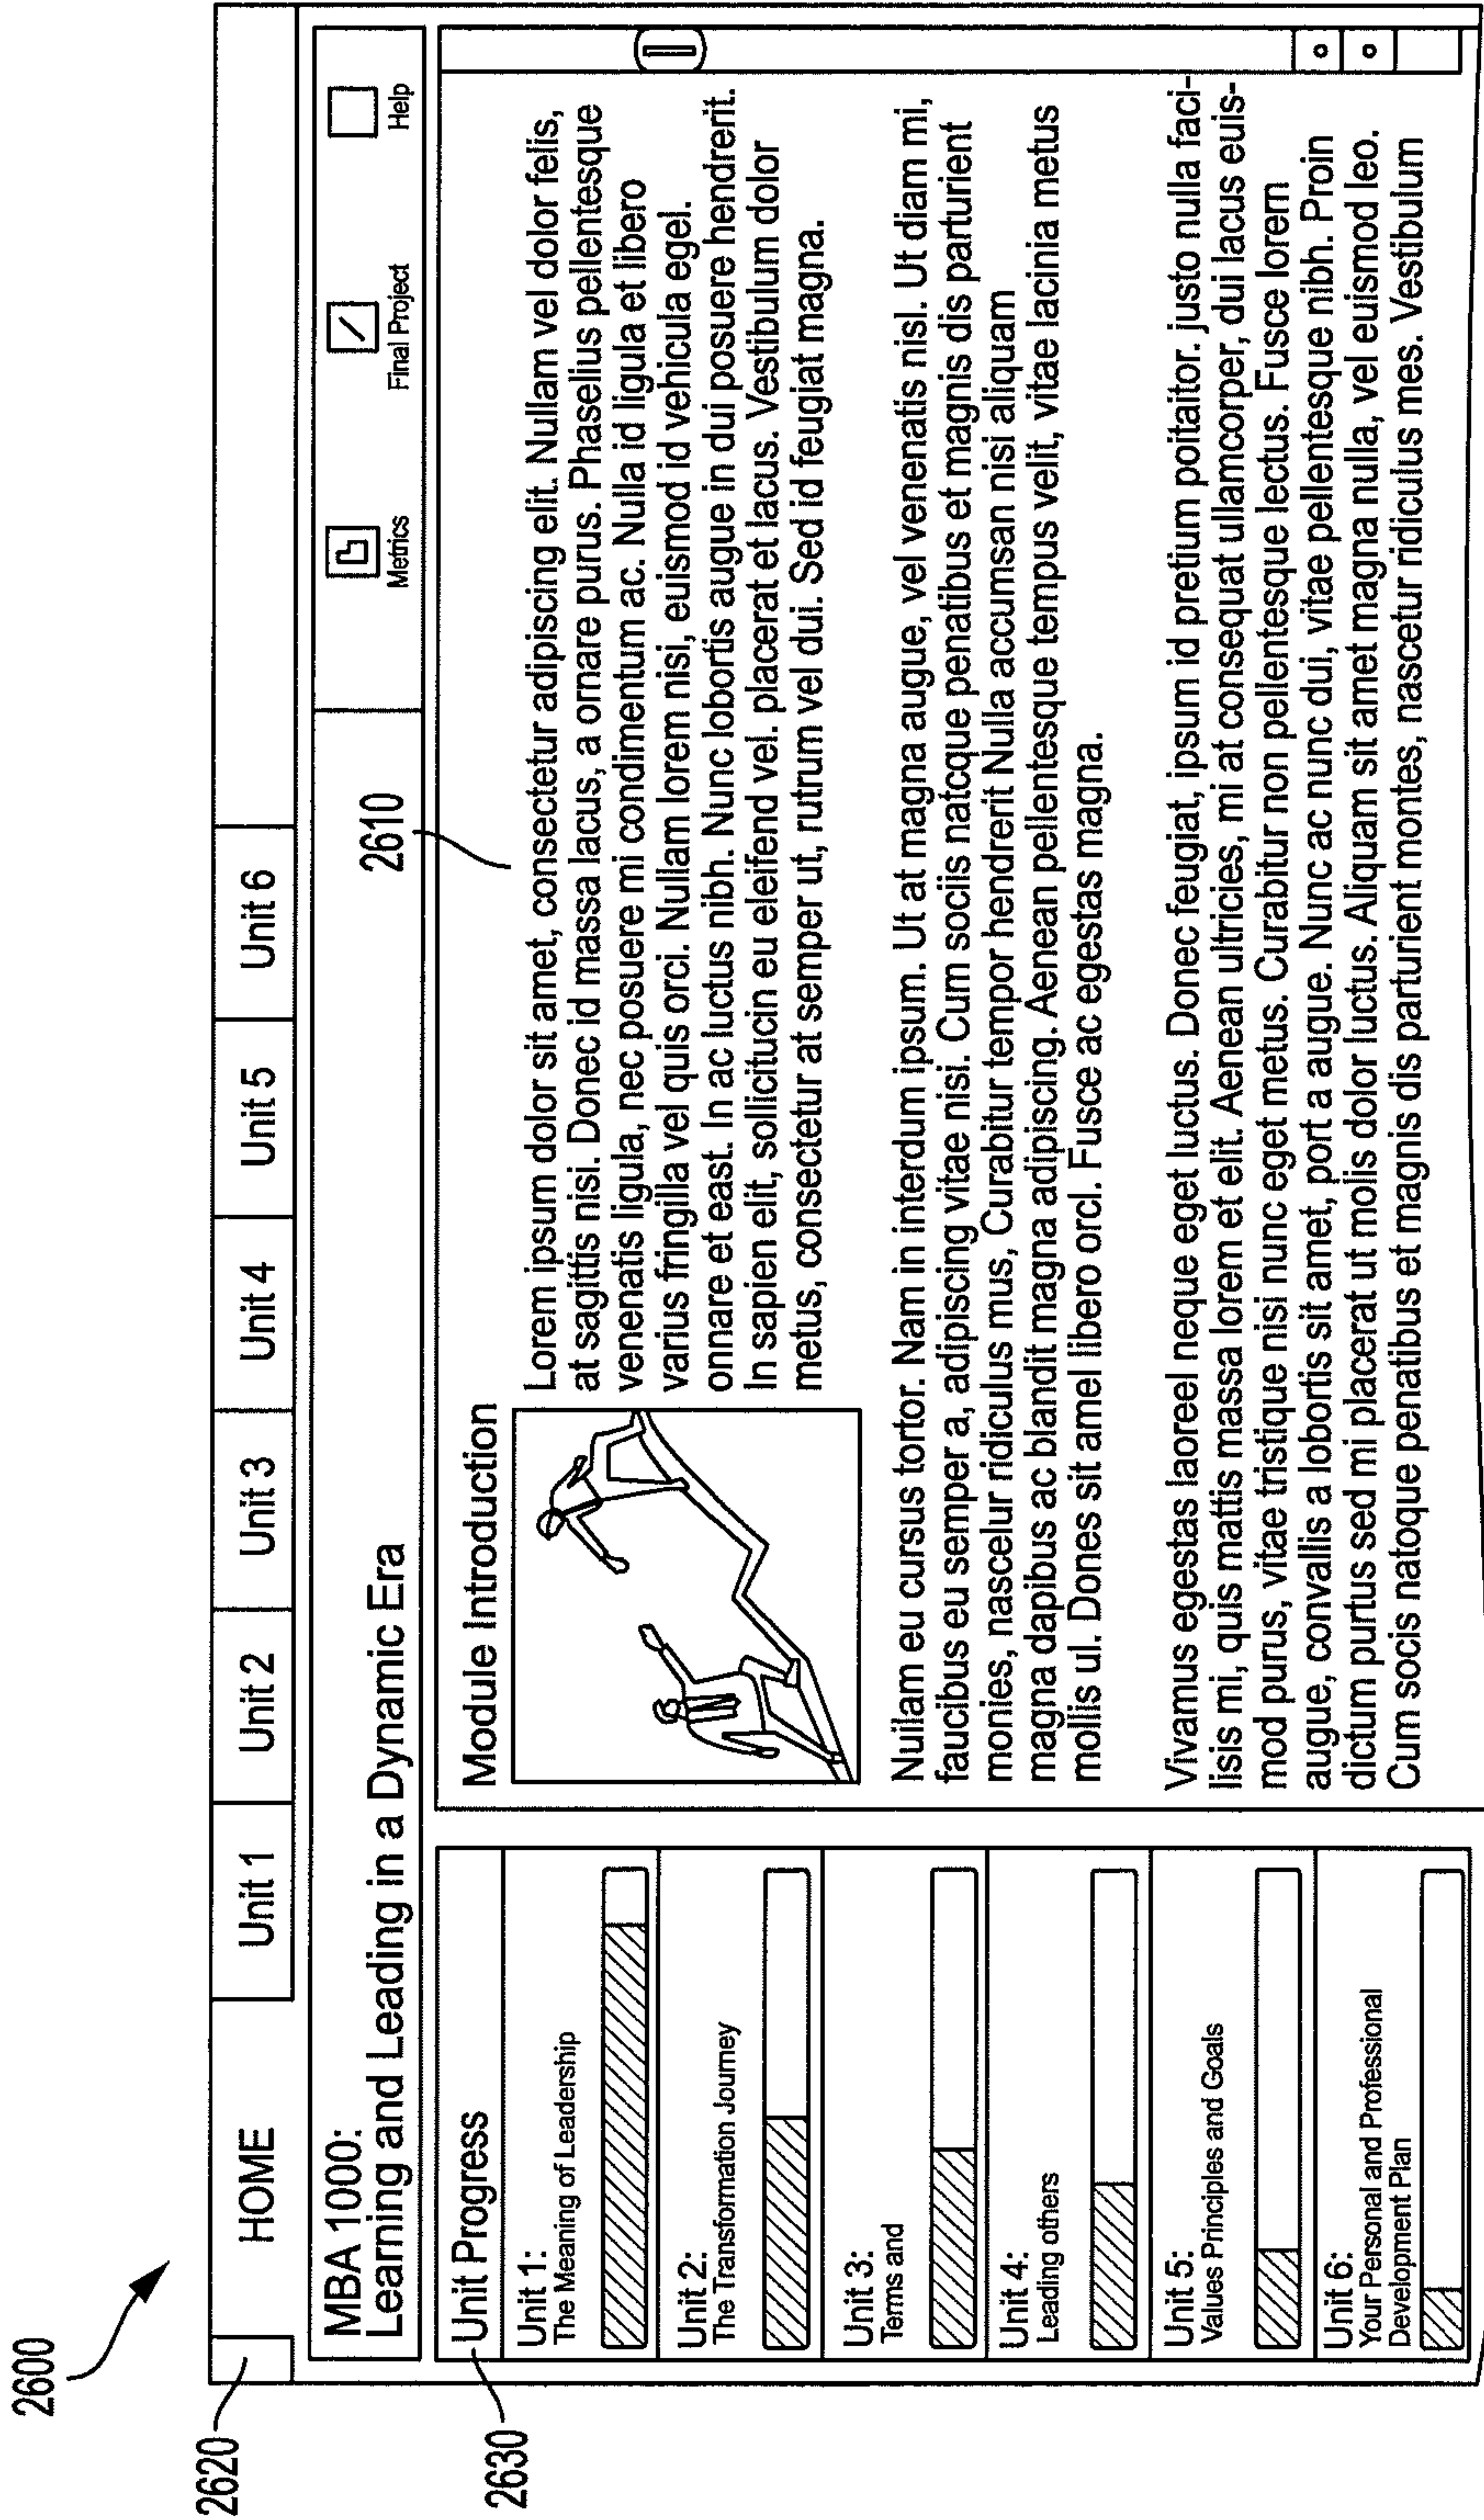 2600
2620
HOME
Unit 1
Unit 2
Unit 3
Unit 4
Unit 5
Unit 6
MBA 1000:
Learning and Leading in a Dynamic Era
2610
Metrics
Final Project
Help
2630
Unit Progress
Unit 1:
The Meaning of Leadership
Unit 2:
The Transformation Journey
Unit 3:
Terms and
Unit 4:
Leading others
Unit 5:
Values Principles and Goals
Unit 6:
Your Personal and Professional
Development Plan
Module Introduction
Lorem ipsum dolor sit amet, consectetur adipiscing elit. Nullam vel dolor felis,
at sagittis nisi. Donec id massa lacus, a ornare purus. Phaselius pellentesque
venenatis ligula, nec posuere mi condimentum ac. Nulla id ligula et libero
varius fringilla vel quis orci. Nullam lorem nisi, euismod id vehicula egel.
onnare et east. In ac luctus nibh. Nunc lobortis augue in dui posuere hendrerit.
In sapien elit, sollicitucin eu eleifend vel. placerat et lacus. Vestibulum dolor
metus, consectetur at semper ut, rutrum vel dui. Sed id feugiat magna.
Nuilam eu cursus tortor. Nam in interdum ipsum. Ut at magna augue, vel venenatis nisl. Ut diam mi,
faucibus eu semper a, adipiscing vitae nisi. Cum sociis natcque penatibus et magnis dis parturient
monies, nascelur ridiculus mus, Curabitur tempor hendrerit Nulla accumsan nisi aliquam
magna dapibus ac blandit magna adipiscing. Aenean pellentesque tempus velit, vitae lacinia metus
mollis ul. Dones sit amel libero orcl. Fusce ac egestas magna.
Vivamus egestas laoreel neque eget luctus. Donec feugiat, ipsum id pretium poitaitor. justo nulla faci-
lisis mi, quis mattis massa lorem et elit. Aenean ultricies, mi at consequat ullamcorper, dui lacus euis-
mod purus, vitae tristique nisi nunc eget metus. Curabitur non pellentesque lectus. Fusce lorem
augue, convallis a lobortis sit amet, port a augue. Nunc ac nunc dui, vitae pellentesque nibh. Proin
dictum purtus sed mi placerat ut molis dolor luctus. Aliquam sit amet magna nulla, vel euismod leo.
Cum socis natoque penatibus et magnis dis parturient montes, nascetur ridiculus mes. Vestibulum